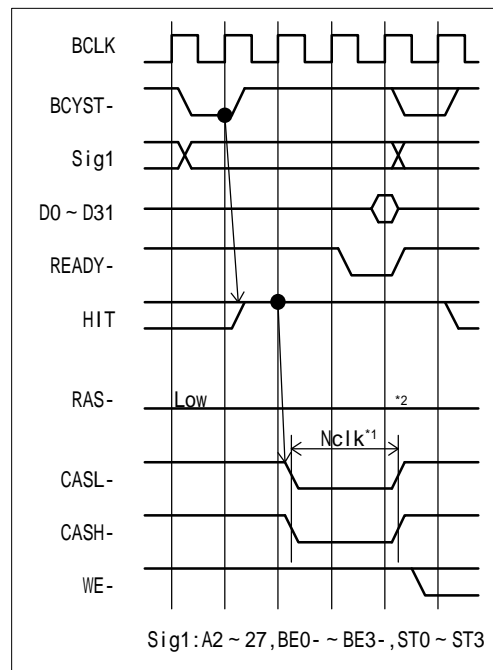 BCLK
BCYST-
Sig1
D0~D31
READY-
HIT
RAS- Low *2
Nclk*1
CASL-
CASH-
WE-
Sig1:A2~27,BE0-~BE3-,ST0~ST3